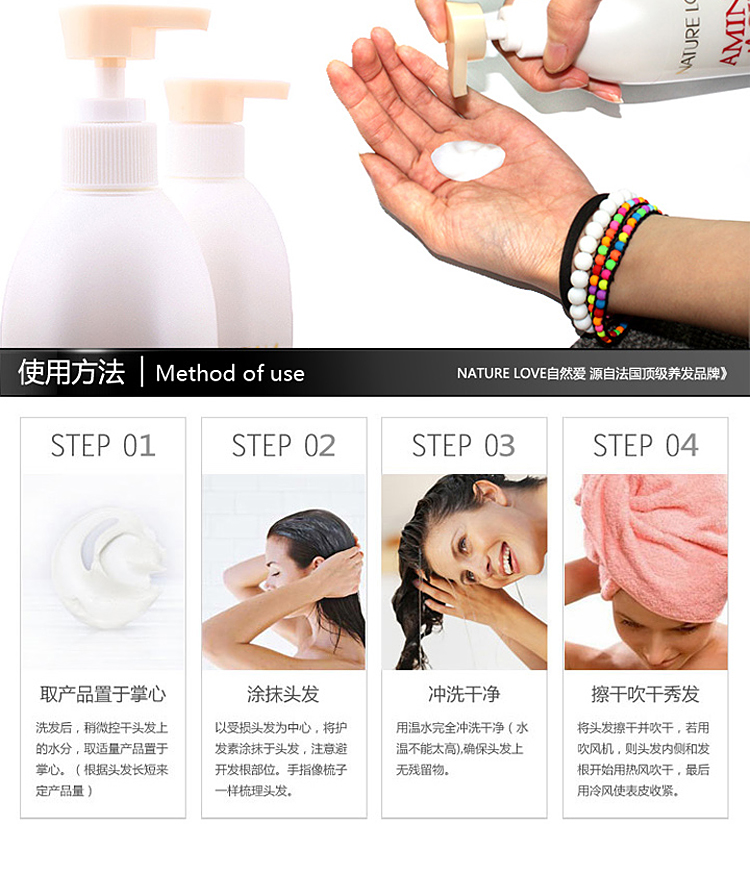 NATURE LO
AMIN
使用方法 | Method of use
NATURE LOVE自然爱 源自法国顶级养发品牌》
STEP 01
取产品置于掌心
洗发后，稍微控干头发上
的水分，取适量产品置于
掌心。（根据头发长短来
定产品量）
STEP 02
涂抹头发
以受损头发为中心，将护
发素涂抹于头发，注意避
开发根部位。手指像梳子
一样梳理头发。
STEP 03
冲洗干净
用温水完全冲洗干净（水
温不能太高),确保头发上
无残留物。
STEP 04
擦干吹干秀发
将头发擦干并吹干，若用
吹风机，则头发内侧和发
根开始用热风吹干，最后
用冷风使表皮收紧。